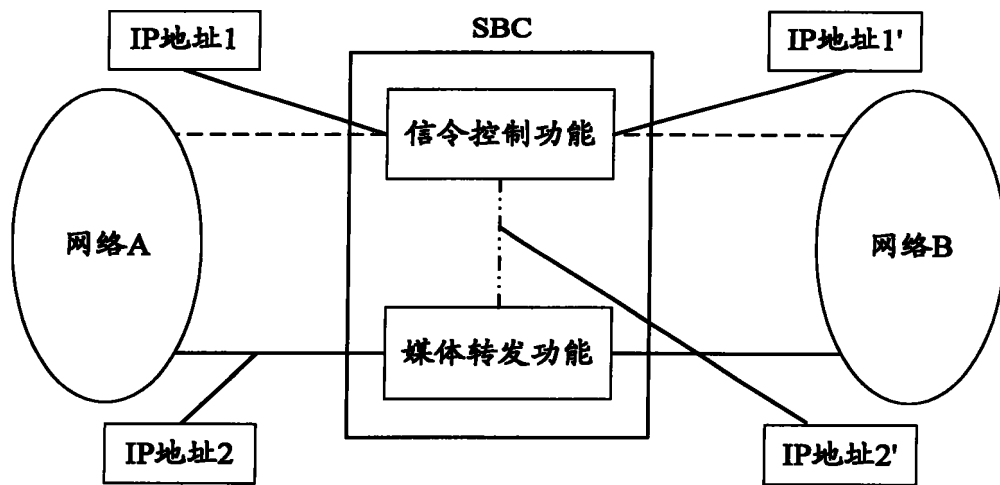 SBC
IP地址1
IP地址1'
信令控制功能
网络A
网络B
媒体转发功能
IP地址2
IP地址2'